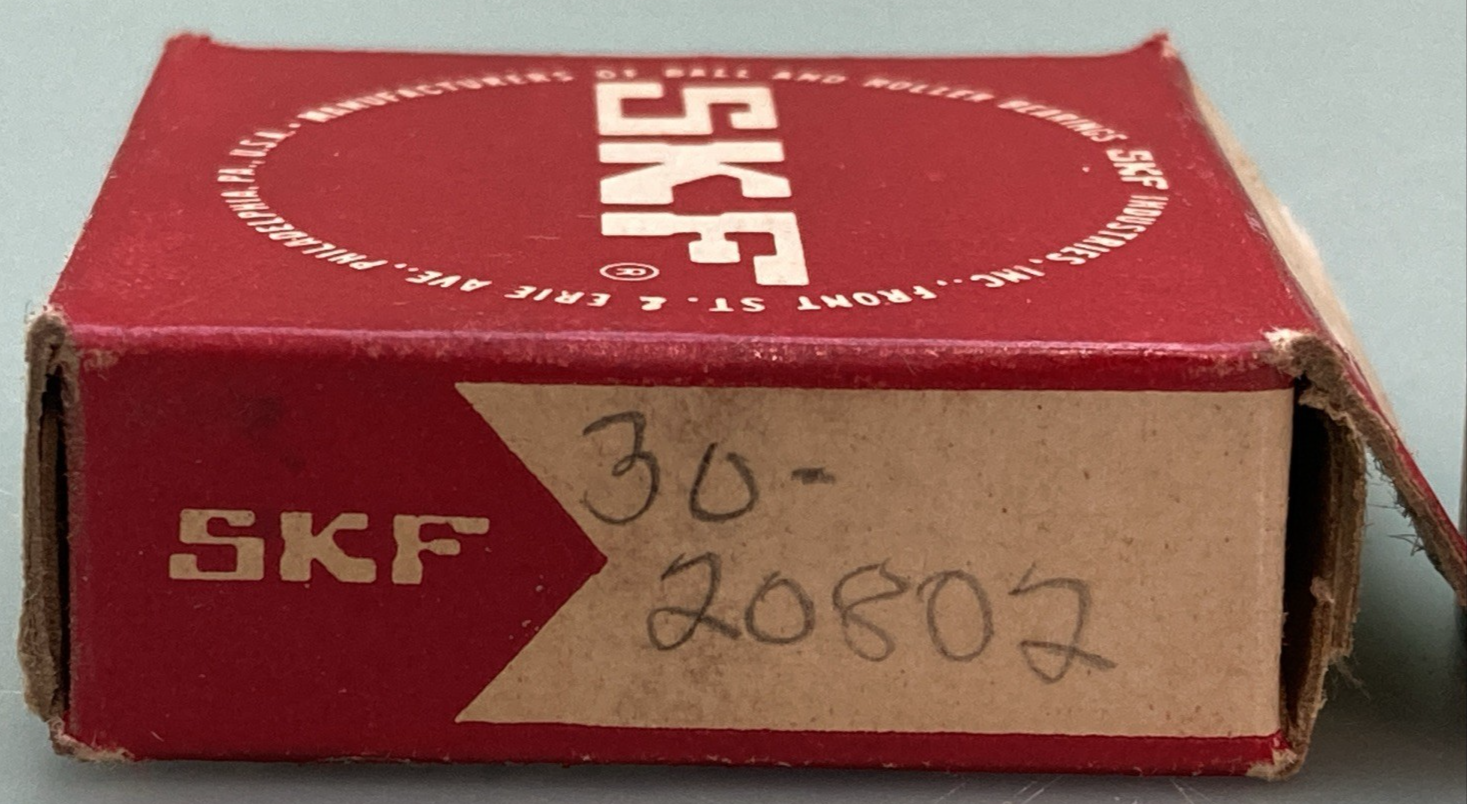 SKF®
MANUFACTURERS OF BALL AND ROLLER BEARINGS SKF INDUSTRIES, INC., FRONT ST. & ERIE AVE., PHILADELPHIA, PA., U.S.A. •
SKF
30-
20802